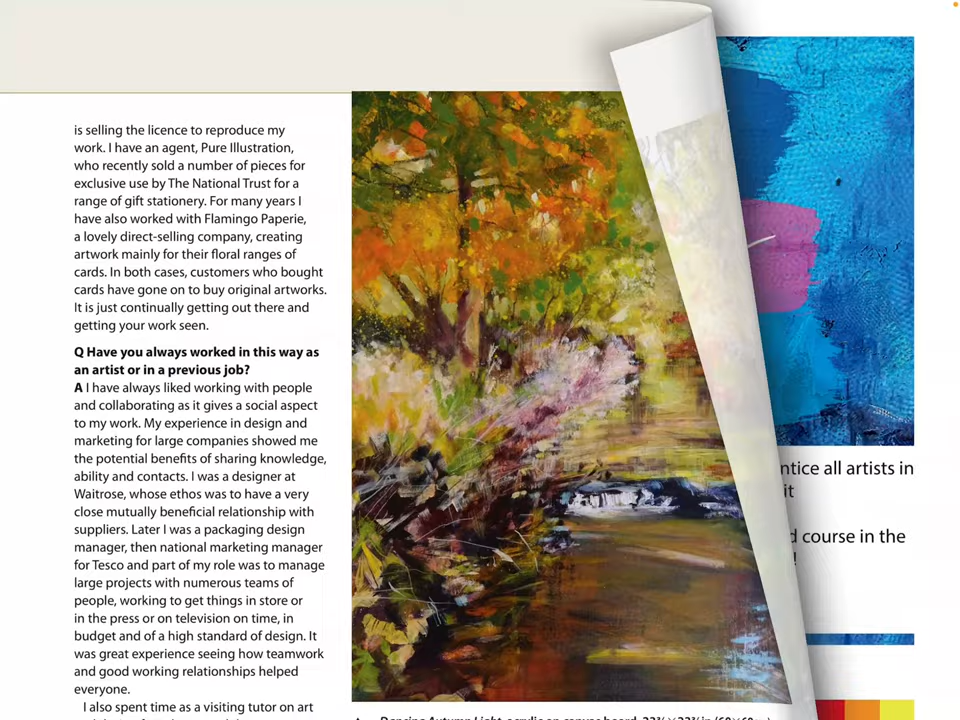 is selling the licence to reproduce my
work. I have an agent, Pure Illustration,
who recently sold a number of pieces for
exclusive use by The National Trust for a
range of gift stationery. For many years I
have also worked with Flamingo Paperie,
a lovely direct-selling company, creating
artwork mainly for their floral ranges of
cards. In both cases, customers who bought
cards have gone on to buy original artworks.
It is just continually getting out there and
getting your work seen.
Q Have you always worked in this way as
an artist or in a previous job?
A I have always liked working with people
and collaborating as it gives a social aspect
to my work. My experience in design and
marketing for large companies showed me
the potential benefits of sharing knowledge,
ability and contacts. I was a designer at
Waitrose, whose ethos was to have a very
close mutually beneficial relationship with
suppliers. Later I was a packaging design
manager, then national marketing manager
for Tesco and part of my role was to manage
large projects with numerous teams of
people, working to get things in store or
in the press or on television on time, in
budget and of a high standard of design. It
was great experience seeing how teamwork
and good working relationships helped
everyone.
I also spent time as a visiting tutor on art
Dancing Autumn Light, acrylic on canvas board
ntice all artists in
it
d course in the
!